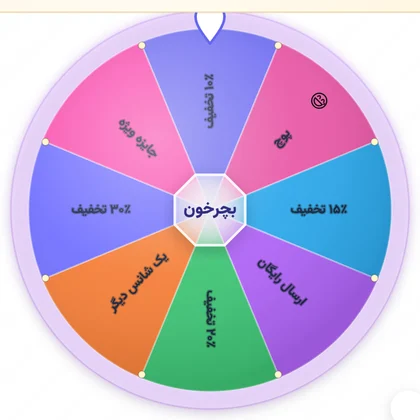 ۱۰٪ تخفیف
پوچ
۱۵٪ تخفیف
ارسال رایگان
۲۰٪ تخفیف
یک شانس دیگر
۳۰٪ تخفیف
جایزه ویژه
بچرخون